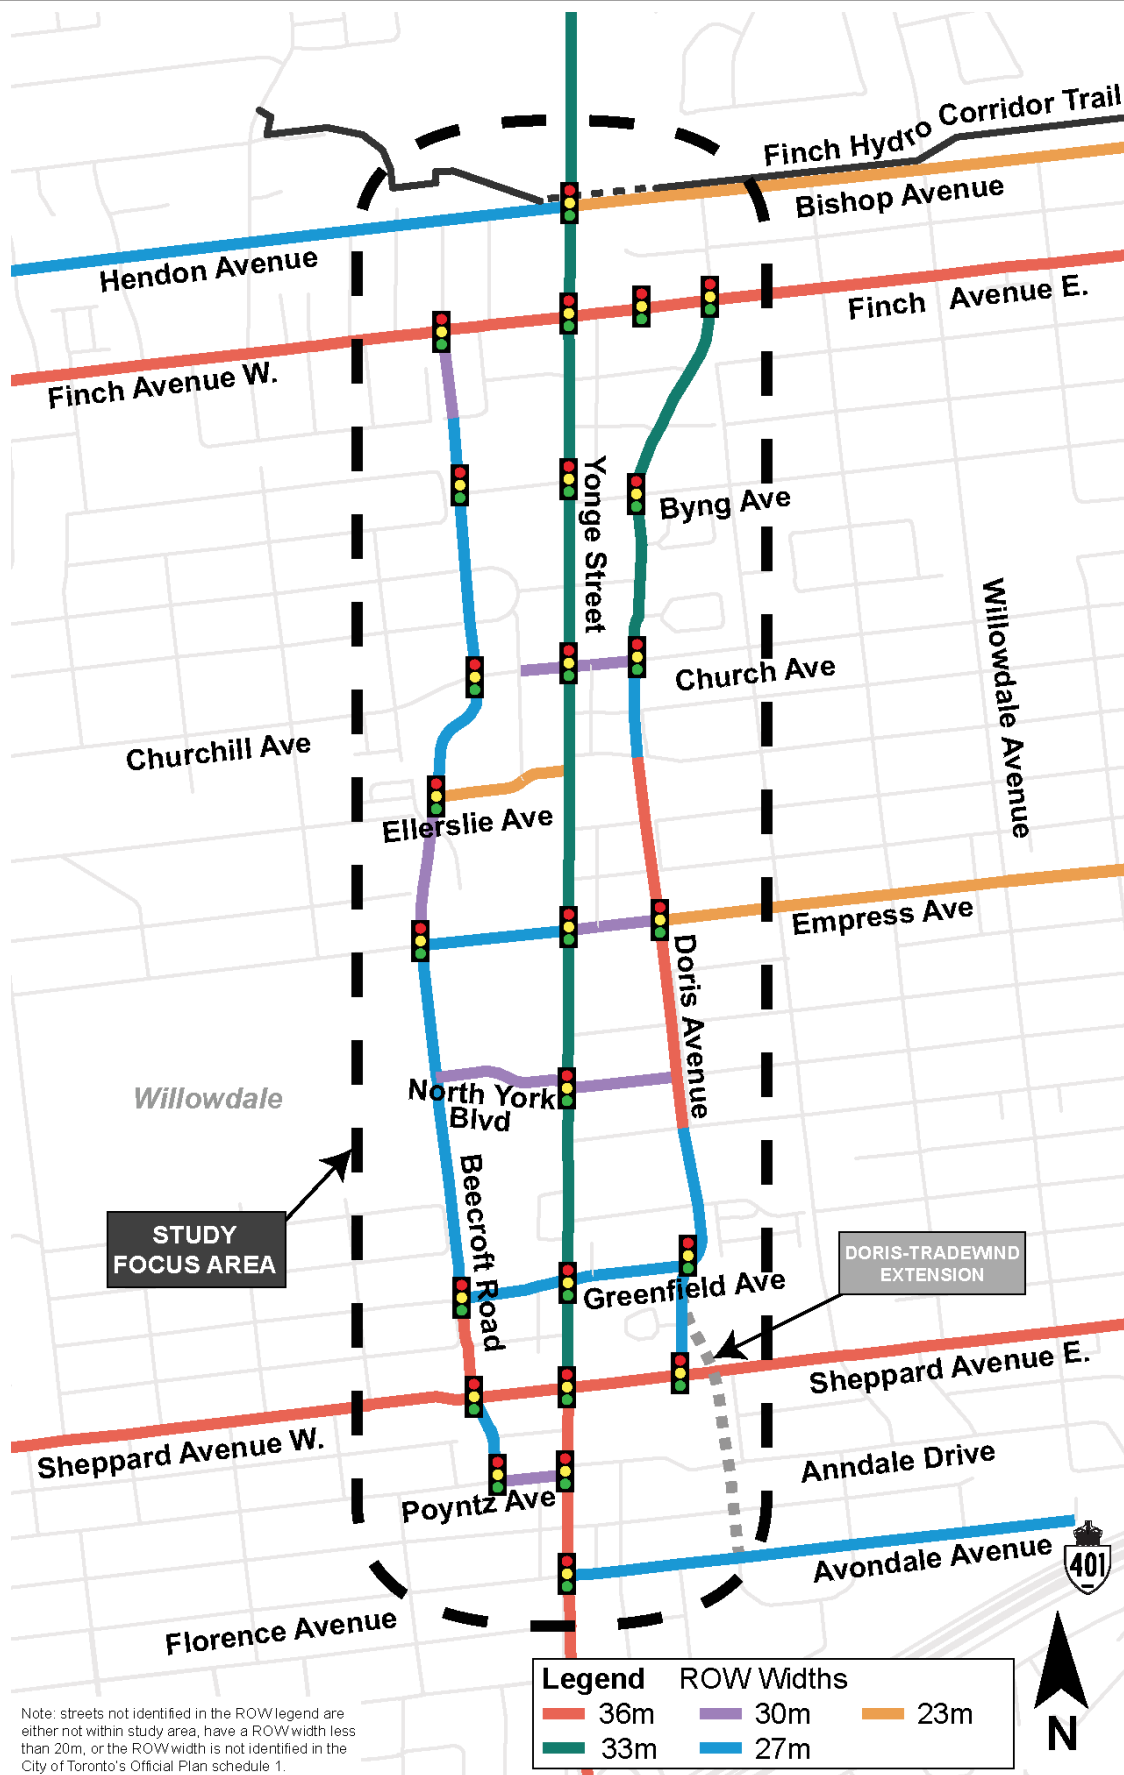 Finch Hydro Corridor Trail
Bishop Avenue
Hendon Avenue
Finch Avenue E.
Finch Avenue W.
Yonge Street
Byng Ave
Willowdale Avenue
Church Ave
Churchill Ave
Ellerslie Ave
Empress Ave
Doris Avenue
Willowdale
North York
Blvd
Beecroft Road
STUDY
FOCUS AREA
DORIS-TRADEWIND
EXTENSION
Greenfield Ave
Sheppard Avenue E.
Sheppard Avenue W.
Anndale Drive
Poyntz Ave
Avondale Avenue
401
Florence Avenue
Legend ROW Widths
36m 30m 23m
33m 27m
N
Note: streets not identified in the ROW legend are
either not within study area, have a ROW width less
than 20m, or the ROW width is not identified in the
City of Toronto's Official Plan schedule 1.